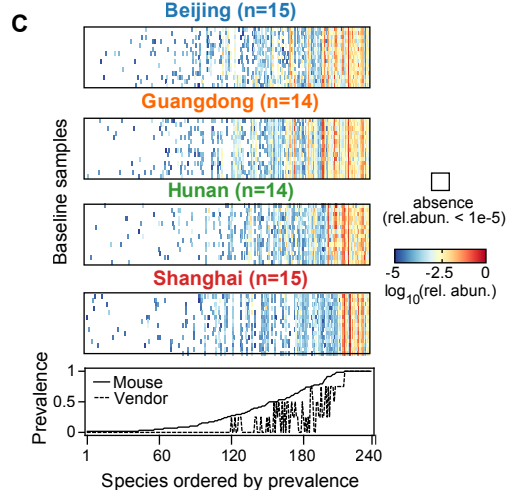 C
Beijing (n=15)
Guangdong (n=14)
Hunan (n=14)
Shanghai (n=15)
Baseline samples
absence
(rel.abun. < 1e-5)
-5 -2.5 0
log10(rel. abun.)
Prevalence
1
0.5
0
Mouse
Vendor
1 60 120 180 240
Species ordered by prevalence